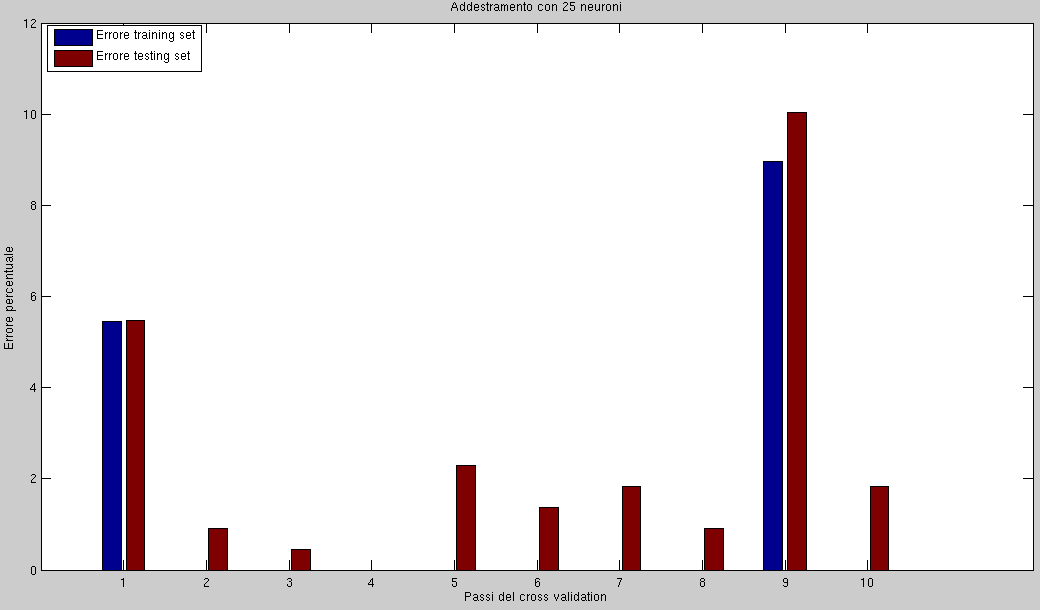 Addestramento con 25 neuroni
Errore training set
Errore testing set
Errore percentuale
12
10
8
6
4
2
0
1 2 3 4 5 6 7 8 9 10
Passi del cross validation